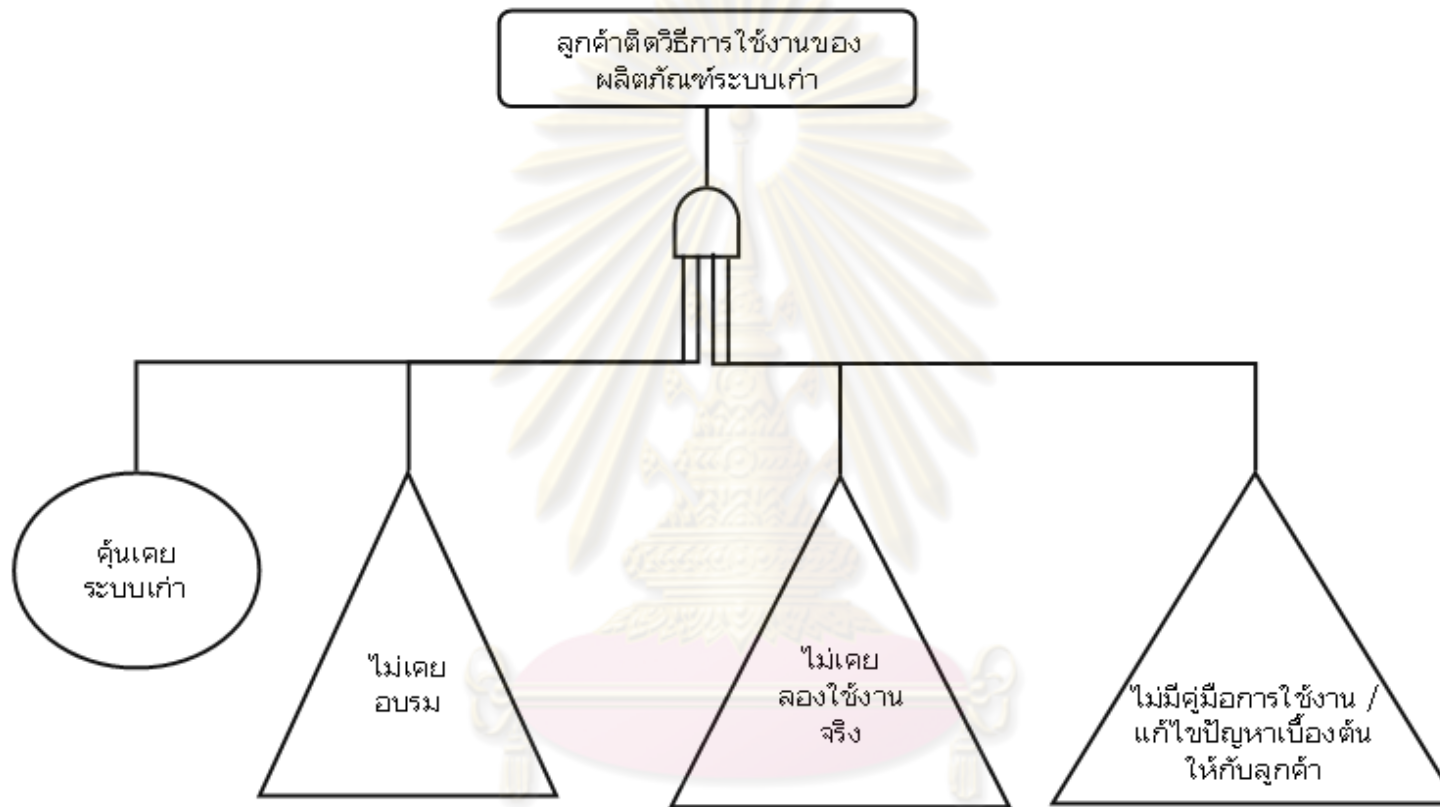 ลูกค้าติดวิธีการใช้งานของ
ผลิตภัณฑ์ระบบเก่า
คุ้นเคย
ระบบเก่า
ไม่เคย
อบรม
ไม่เคย
ลองใช้งาน
จริง
ไม่มีคู่มือการใช้งาน /
แก้ไขปัญหาเบื้องต้น
ให้กับลูกค้า